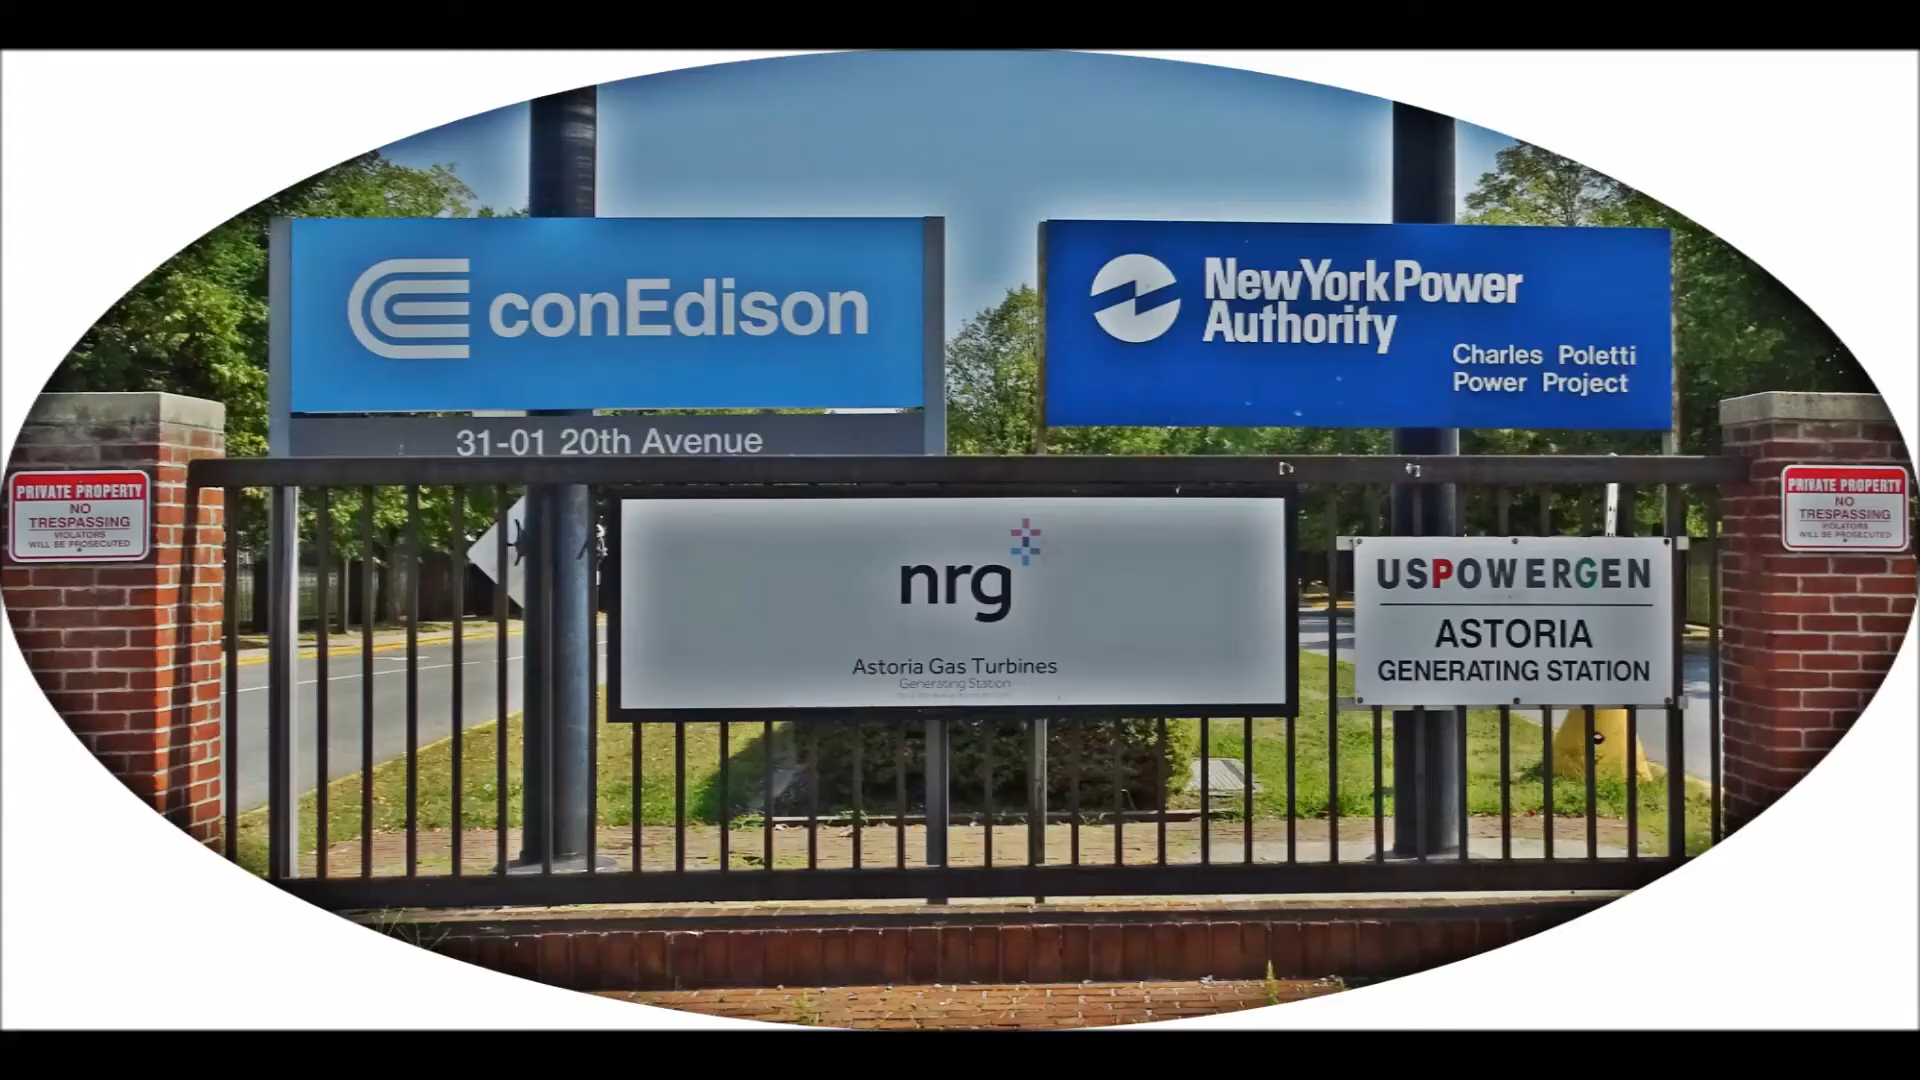 conEdison
31-01 20th Avenue
NewYorkPower
Authority
Charles Poletti
Power Project
PRIVATE PROPERTY
NO
TRESPASSING
VIOLATORS
WILL BE PROSECUTED
nrg
Astoria Gas Turbines
Generating Station
USPOWERGEN
ASTORIA
GENERATING STATION
PRIVATE PROPERTY
NO
TRESPASSING
VIOLATORS
WILL BE PROSECUTED